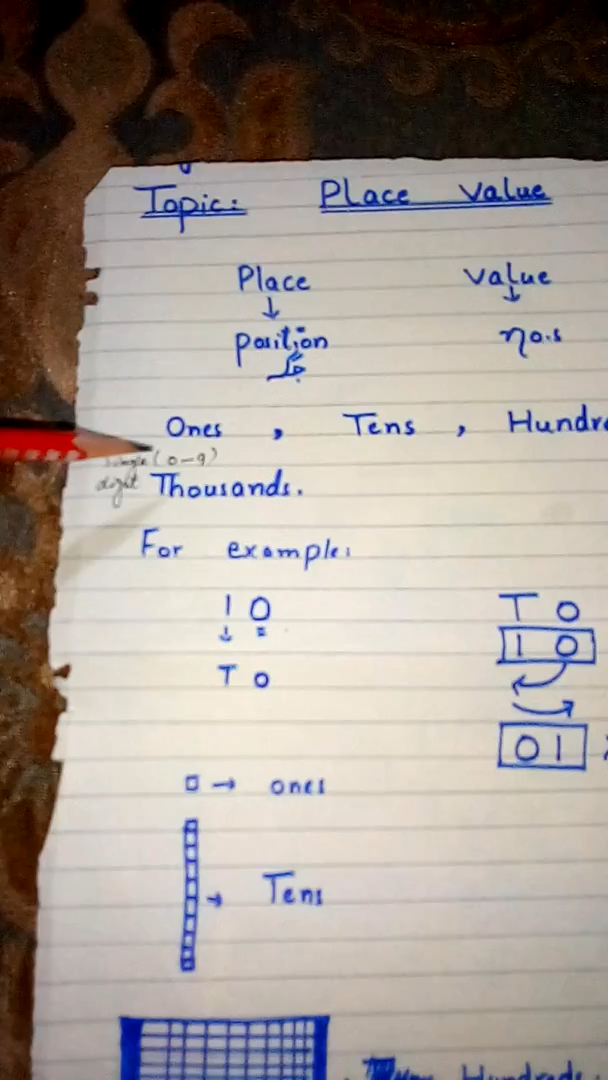 Topic: Place Value
Place Value
↓ ↓
position no.s
جگہ
Ones , Tens , Hundre
single (0-9)
digit Thousands.
For example:
1 0 T O
↓ = 1 0
T O
0 1
□ → ones
→ Tens
Hundreds